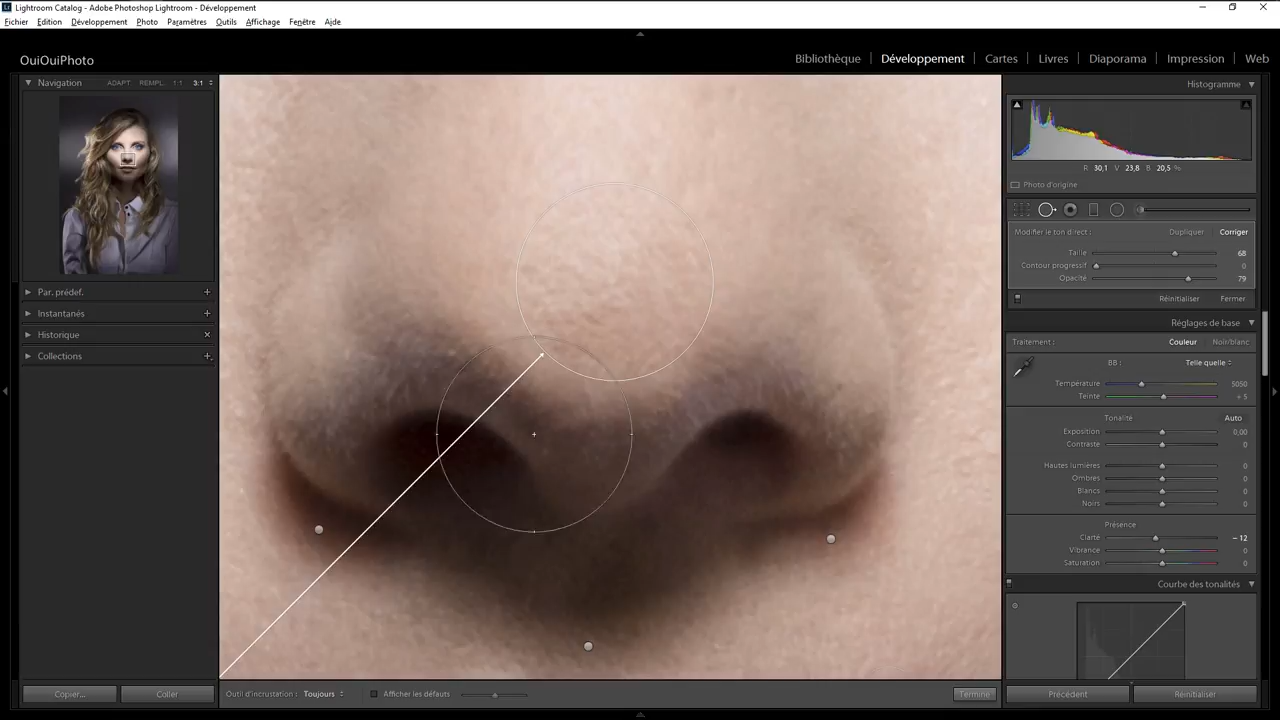 Lightroom Catalog - Adobe Photoshop Lightroom - Développement
Fichier Edition Développement Photo Paramètres Outils Affichage Fenêtre Aide
OuiOuiPhoto
Bibliothèque Développement Cartes Livres Diaporama Impression Web
Navigation ADAPT. REMPL. 1:1 3:1
Par. prédef.
Instantanés
Historique
Collections
Copier... Coller
Outil d'incrustation : Toujours Afficher les défauts Terminé
Histogramme
R 30,1 V 23,8 B 20,5 %
Photo d'origine
Modifier le ton direct : Dupliquer Corriger
Taille 68
Contour progressif 0
Opacité 79
Réinitialiser Fermer
Réglages de base
Traitement : Couleur Noir/blanc
BB : Telle quelle
Température 5050
Teinte + 5
Tonalité Auto
Exposition 0,00
Contraste 0
Hautes lumières 0
Ombres 0
Blancs 0
Noirs 0
Présence
Clarté – 12
Vibrance 0
Saturation 0
Courbe des tonalités
Précédent Réinitialiser